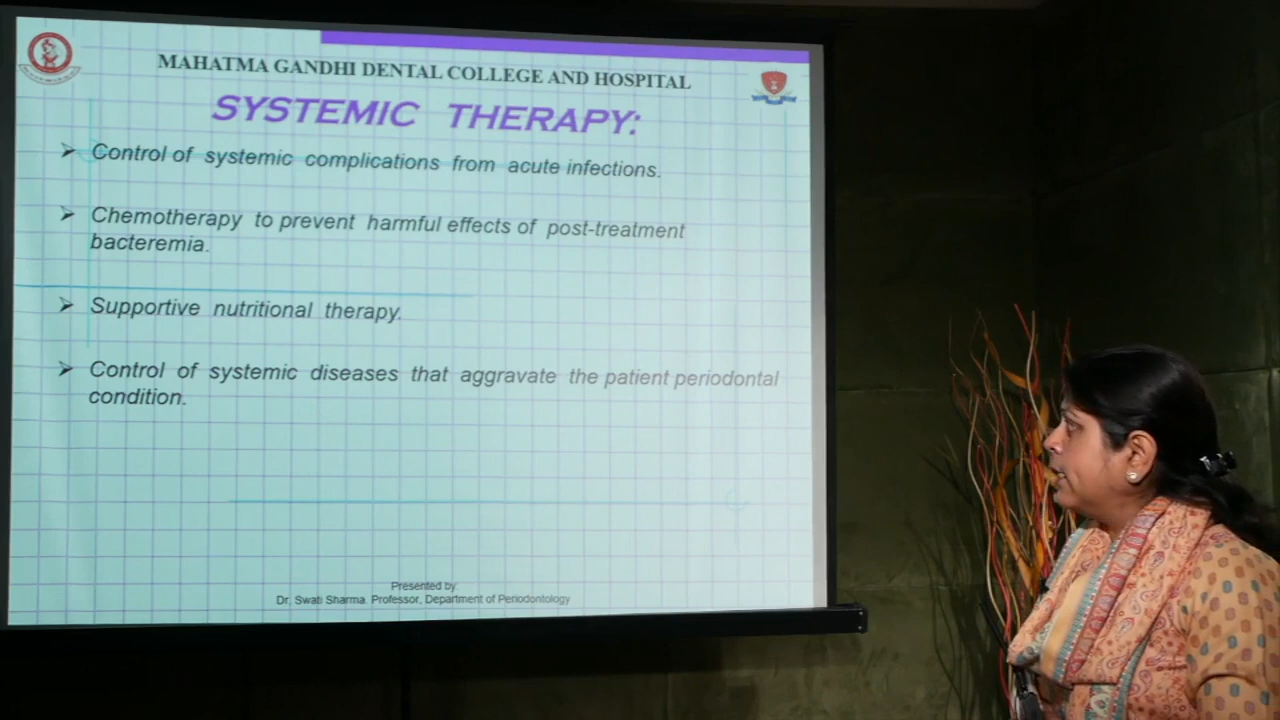 MAHATMA GANDHI DENTAL COLLEGE AND HOSPITAL
SYSTEMIC THERAPY:
➢ Control of systemic complications from acute infections.
➢ Chemotherapy to prevent harmful effects of post-treatment
bacteremia.
➢ Supportive nutritional therapy.
➢ Control of systemic diseases that aggravate the patient periodontal
condition.
Presented by
Dr. Swati Sharma. Professor, Department of Periodontology